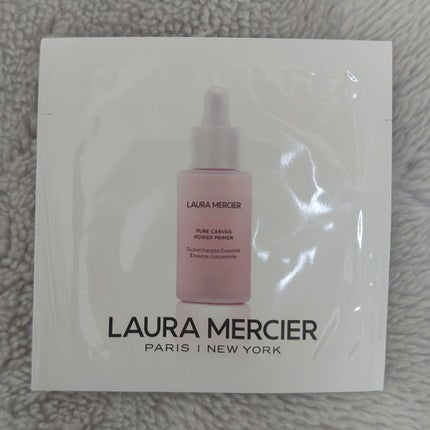 LAURA MERCIER
PURE CANVAS
POWER PRIMER
Supercharged Essence
Essence concentrée
LAURA MERCIER
PARIS | NEW YORK